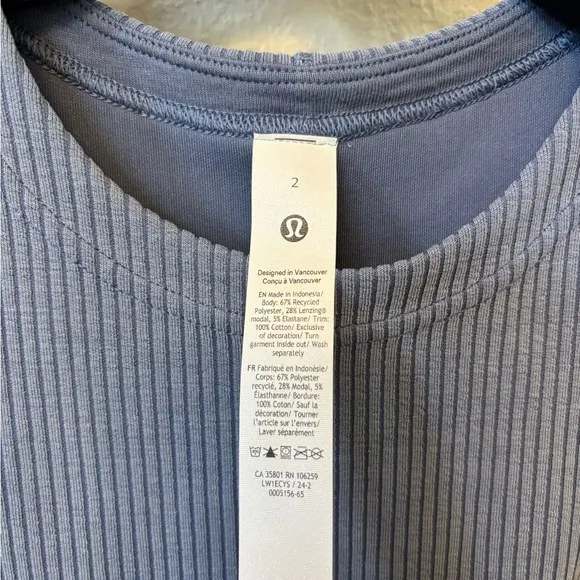 2
Designed in Vancouver
Conçu à Vancouver
EN Made in Indonesia/
Body: 67% Recycled
Polyester, 28% Lenzing®
modal, 5% Elastane/ Trim:
100% Cotton/ Exclusive
of decoration/ Turn
garment inside out/ Wash
separately
FR Fabriqué en Indonésie/
Corps: 67% Polyester
recyclé, 28% Modal, 5%
Élasthanne/ Bordure:
100% Coton/ Sauf la
décoration/ Tourner
l'article sur l'envers/
Laver séparément
CA 35801 RN 106259
LW1ECYS / 24-2
0005156-65